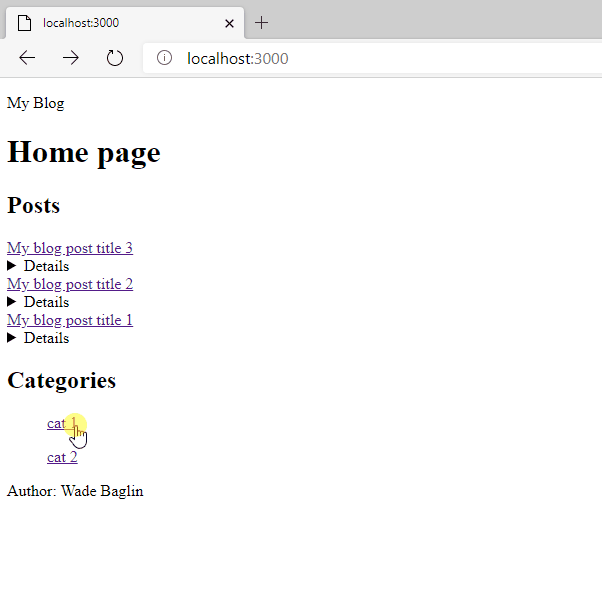 localhost:3000
localhost:3000
My Blog
Home page
Posts
My blog post title 3
Details
My blog post title 2
Details
My blog post title 1
Details
Categories
cat 1
cat 2
Author: Wade Baglin